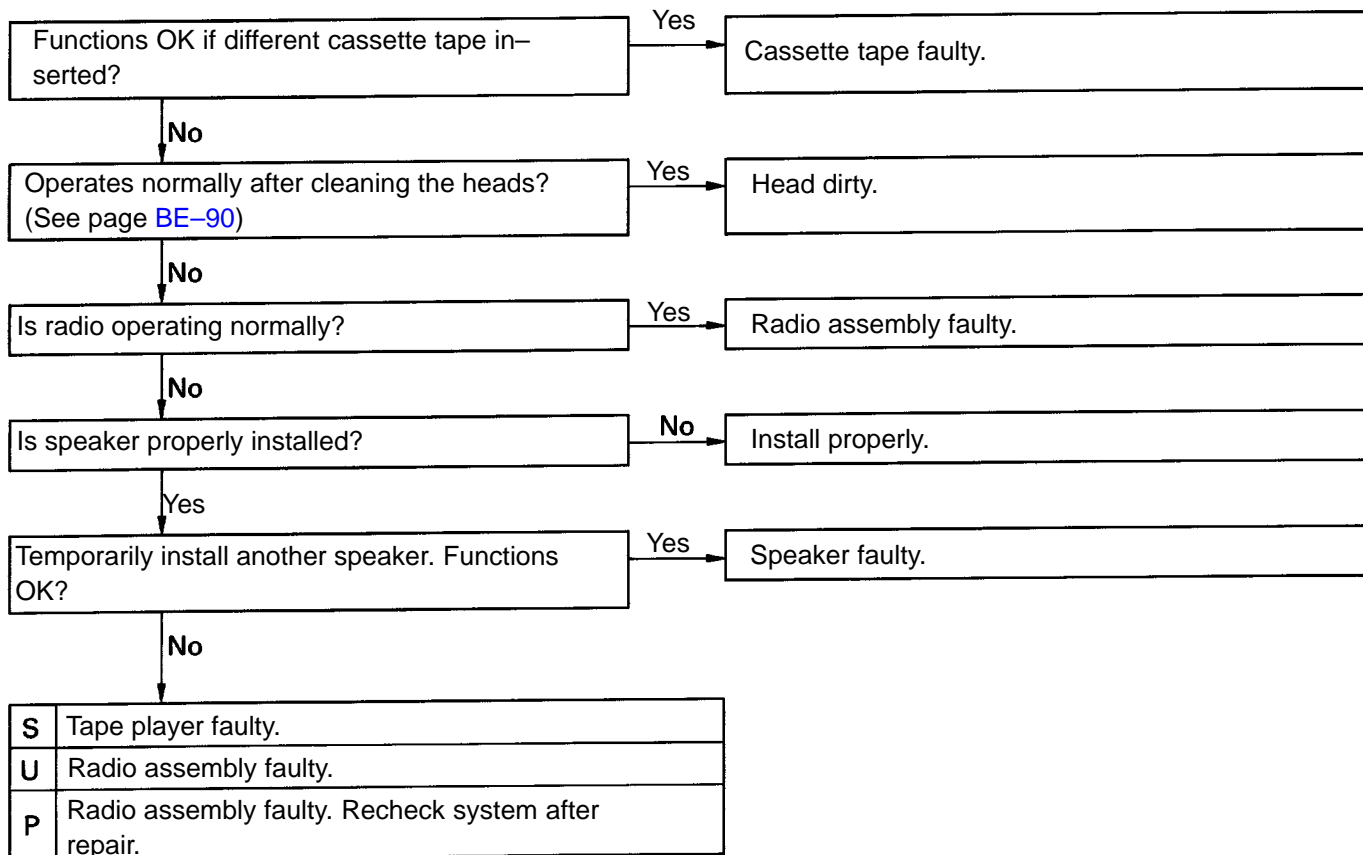 Functions OK if different cassette tape in–
serted?
Yes
Cassette tape faulty.
No
Operates normally after cleaning the heads?
(See page BE–90)
Yes
Head dirty.
No
Is radio operating normally?
Yes
Radio assembly faulty.
No
Is speaker properly installed?
No
Install properly.
Yes
Temporarily install another speaker. Functions
OK?
Yes
Speaker faulty.
No
S Tape player faulty.
U Radio assembly faulty.
P Radio assembly faulty. Recheck system after
repair.